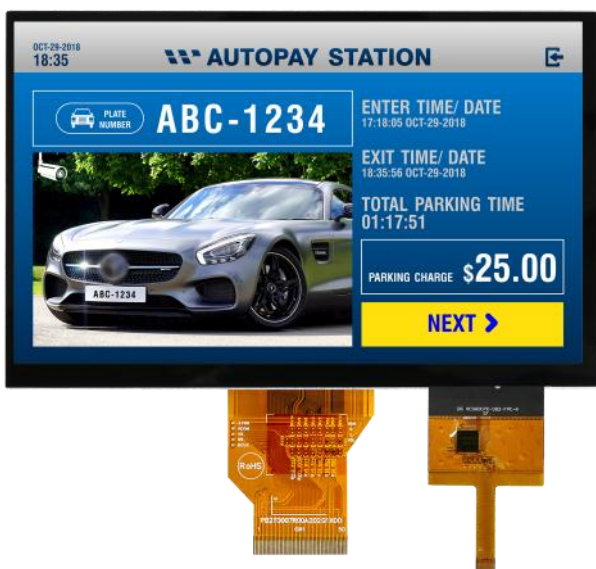 OCT-29-2018
18:35
AUTOPAY STATION
PLATE
NUMBER
ABC-1234
ENTER TIME/ DATE
17:18:05 OCT-29-2018
EXIT TIME/ DATE
18:35:56 OCT-29-2018
TOTAL PARKING TIME
01:17:51
PARKING CHARGE $25.00
NEXT
ABC-1234
RoHS